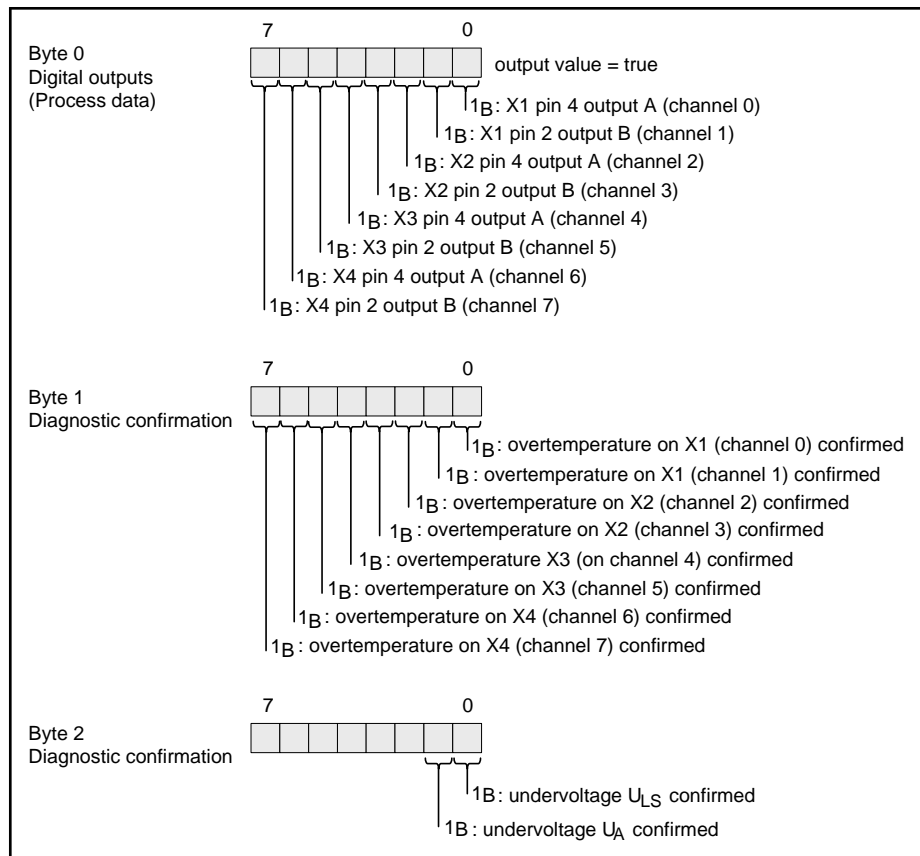 7 0
Byte 0
Digital outputs
(Process data)
output value = true
1B: X1 pin 4 output A (channel 0)
1B: X1 pin 2 output B (channel 1)
1B: X2 pin 4 output A (channel 2)
1B: X2 pin 2 output B (channel 3)
1B: X3 pin 4 output A (channel 4)
1B: X3 pin 2 output B (channel 5)
1B: X4 pin 4 output A (channel 6)
1B: X4 pin 2 output B (channel 7)
7 0
Byte 1
Diagnostic confirmation
1B: overtemperature on X1 (channel 0) confirmed
1B: overtemperature on X1 (channel 1) confirmed
1B: overtemperature on X2 (channel 2) confirmed
1B: overtemperature on X2 (channel 3) confirmed
1B: overtemperature X3 (on channel 4) confirmed
1B: overtemperature on X3 (channel 5) confirmed
1B: overtemperature on X4 (channel 6) confirmed
1B: overtemperature on X4 (channel 7) confirmed
7 0
Byte 2
Diagnostic confirmation
1B: undervoltage ULS confirmed
1B: undervoltage UA confirmed